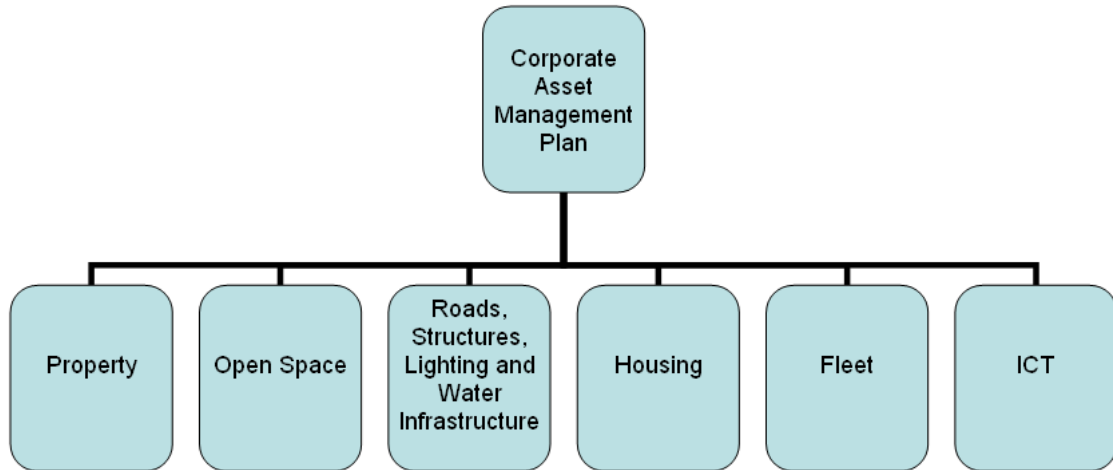 Corporate
Asset
Management
Plan
Property
Open Space
Roads,
Structures,
Lighting and
Water
Infrastructure
Housing
Fleet
ICT